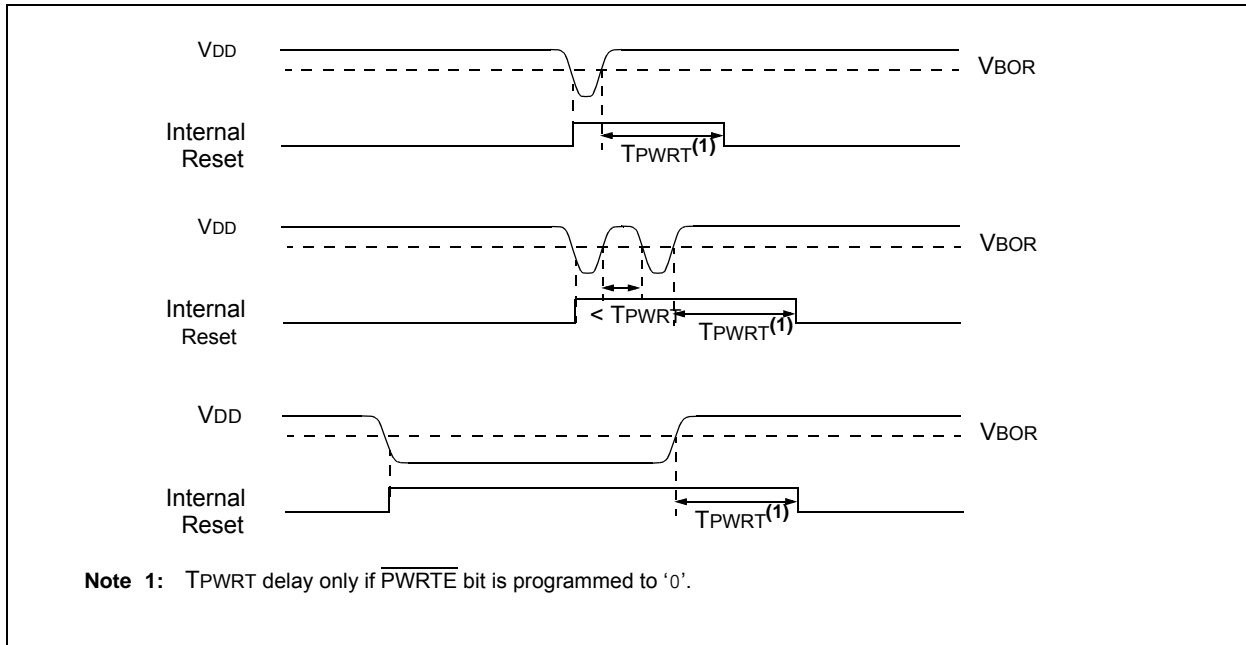 VDD
VBOR
Internal
Reset
TPWRT(1)
VDD
VBOR
Internal
Reset
< TPWRT
TPWRT(1)
VDD
VBOR
Internal
Reset
TPWRT(1)
Note 1: TPWRT delay only if PWRTE bit is programmed to ‘0’.